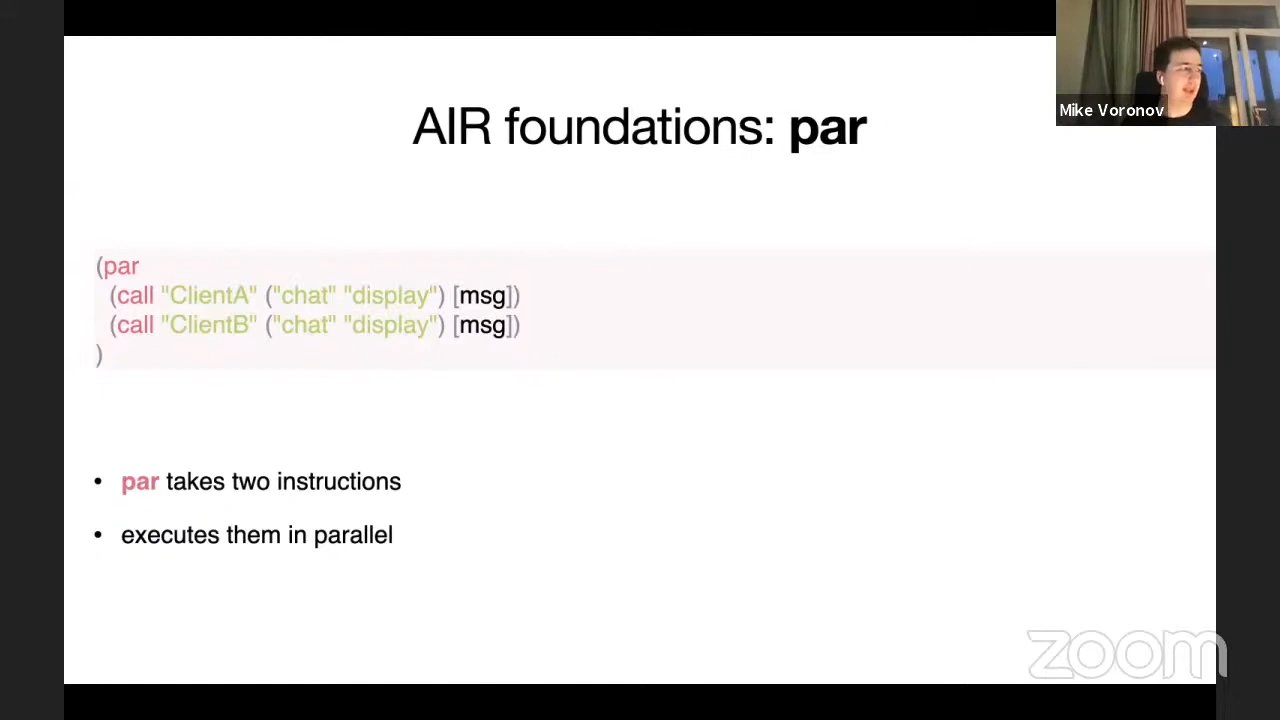 AIR foundations: par
Mike Voronov
(par
(call "ClientA" ("chat" "display") [msg])
(call "ClientB" ("chat" "display") [msg])
)
• par takes two instructions
• executes them in parallel
zoom